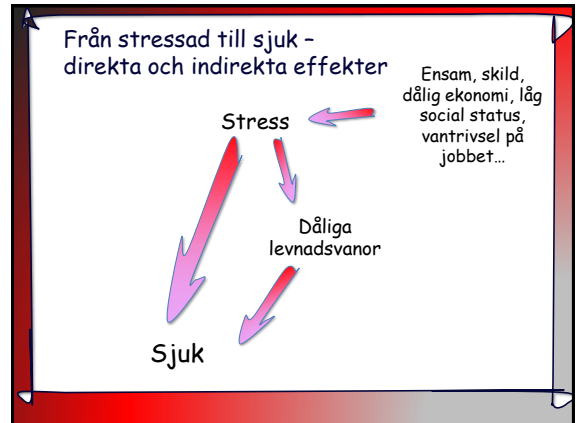 Från stressad till sjuk –
direkta och indirekta effekter
Ensam, skild,
dålig ekonomi, låg
social status,
vantrivsel på
jobbet…
Stress
Dåliga
levnadsvanor
Sjuk